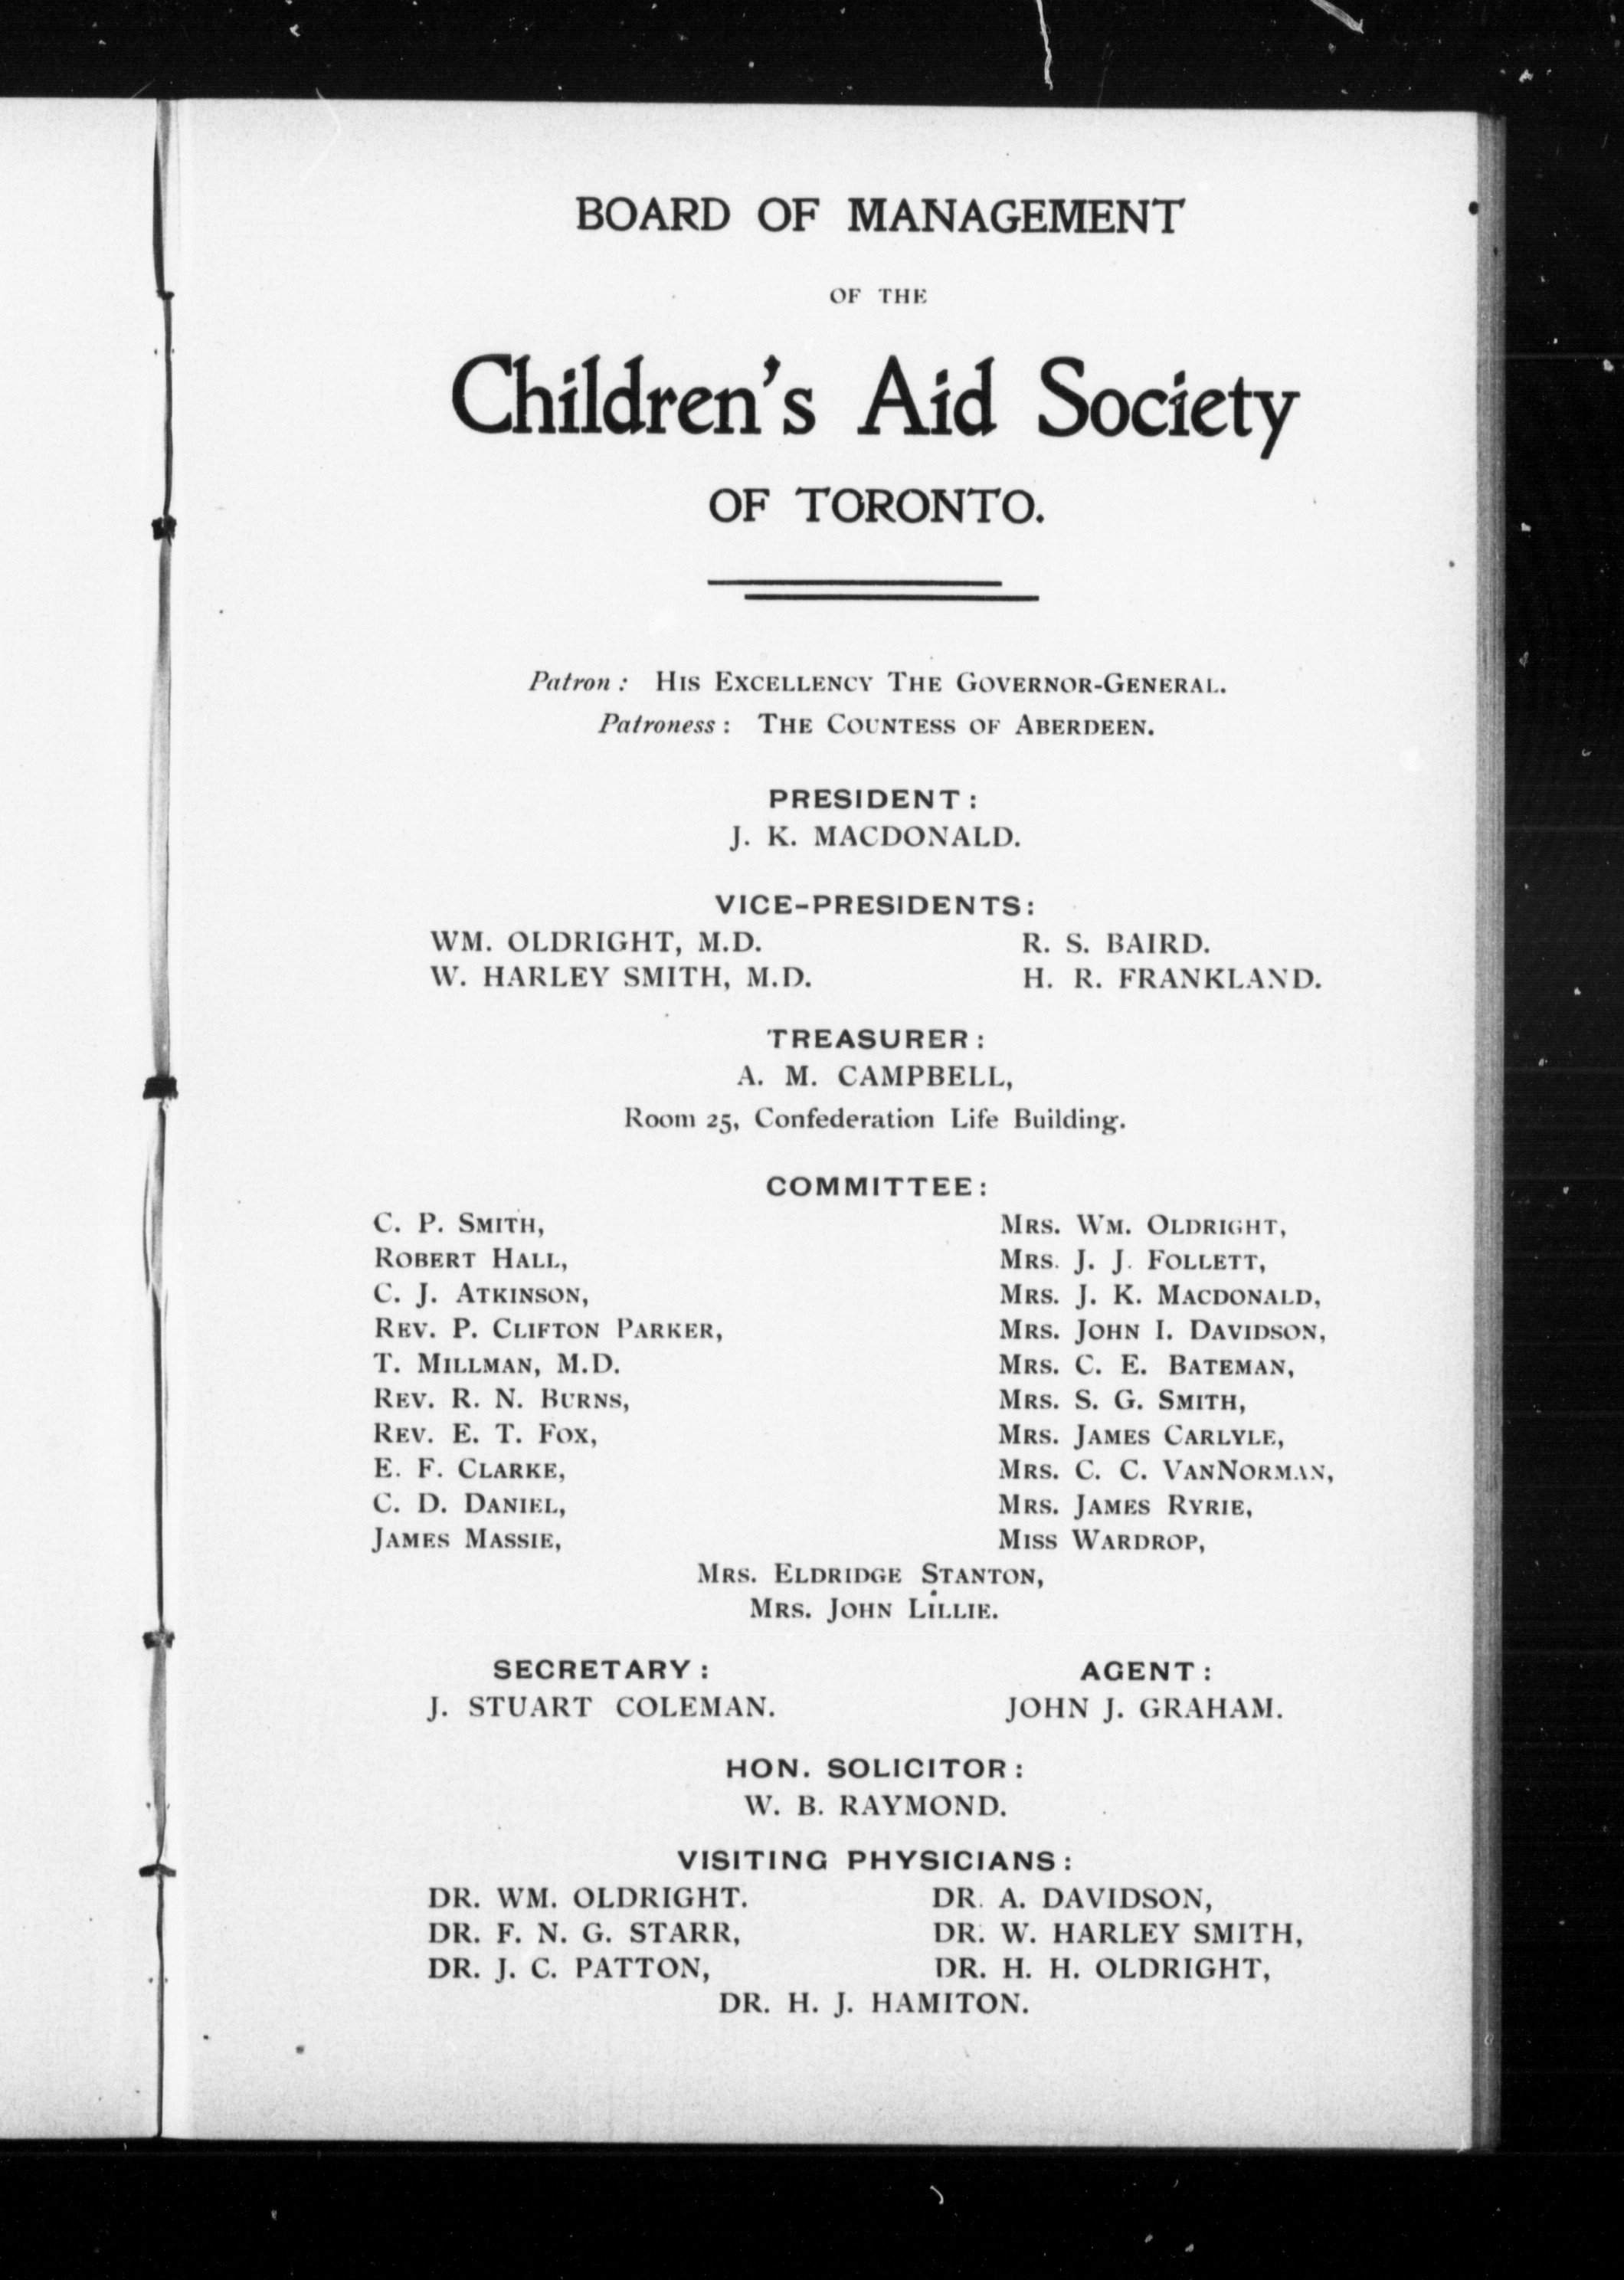 BOARD OF MANAGEMENT
OF THE
Children's Aid Society
OF TORONTO.
Patron: HIS EXCELLENCY THE GOVERNOR-GENERAL.
Patroness: THE COUNTESS OF ABERDEEN.
PRESIDENT:
J. K. MACDONALD.
VICE-PRESIDENTS:
WM. OLDRIGHT, M.D. R. S. BAIRD.
W. HARLEY SMITH, M.D. H. R. FRANKLAND.
TREASURER:
A. M. CAMPBELL,
Room 25, Confederation Life Building.
COMMITTEE:
C. P. SMITH, MRS. WM. OLDRIGHT,
ROBERT HALL, MRS. J. J. FOLLETT,
C. J. ATKINSON, MRS. J. K. MACDONALD,
REV. P. CLIFTON PARKER, MRS. JOHN I. DAVIDSON,
T. MILLMAN, M.D. MRS. C. E. BATEMAN,
REV. R. N. BURNS, MRS. S. G. SMITH,
REV. E. T. FOX, MRS. JAMES CARLYLE,
E. F. CLARKE, MRS. C. C. VANNORMAN,
C. D. DANIEL, MRS. JAMES RYRIE,
JAMES MASSIE, MISS WARDROP,
MRS. ELDRIDGE STANTON,
MRS. JOHN LILLIE.
SECRETARY: AGENT:
J. STUART COLEMAN. JOHN J. GRAHAM.
HON. SOLICITOR:
W. B. RAYMOND.
VISITING PHYSICIANS:
DR. WM. OLDRIGHT. DR. A. DAVIDSON,
DR. F. N. G. STARR, DR. W. HARLEY SMITH,
DR. J. C. PATTON, DR. H. H. OLDRIGHT,
DR. H. J. HAMITON.